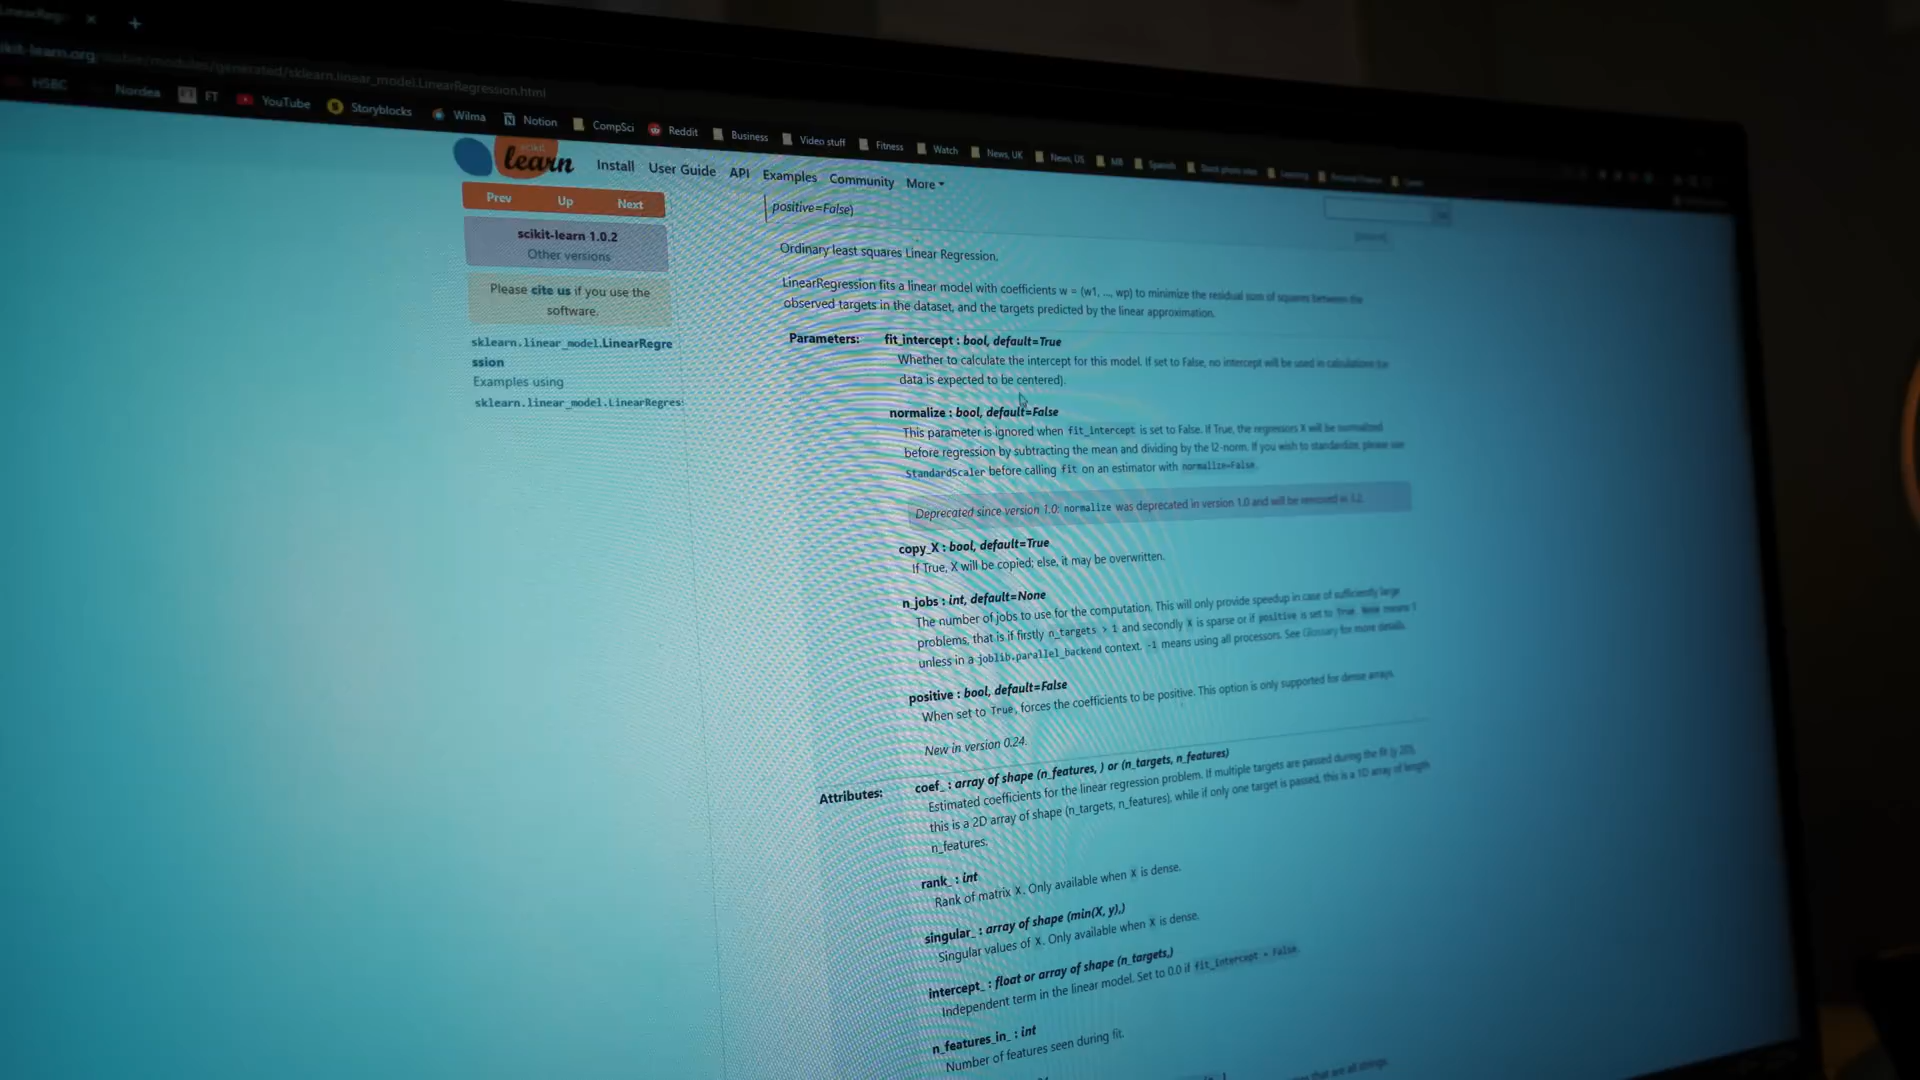 kit-learn.org/stable/modules/generated/sklearn.linear_model.LinearRegression.html
HSBC Nordea FT YouTube Storyblocks Wilma Notion CompSci Reddit Business Video stuff Fitness Watch News, UK News, US MB Spanish
scikit learn Install User Guide API Examples Community More
Prev Up Next
scikit-learn 1.0.2
Other versions
Please cite us if you use the
software.
sklearn.linear_model.LinearRegre
ssion
Examples using
sklearn.linear_model.LinearRegres
positive=False)
Ordinary least squares Linear Regression.
LinearRegression fits a linear model with coefficients w = (w1, ..., wp) to minimize the residual sum of squares between the
observed targets in the dataset, and the targets predicted by the linear approximation.
Parameters: fit_intercept : bool, default=True
Whether to calculate the intercept for this model. If set to False, no intercept will be used in calculations (i.e.
data is expected to be centered).
normalize : bool, default=False
This parameter is ignored when fit_intercept is set to False. If True, the regressors X will be normalized
before regression by subtracting the mean and dividing by the l2-norm. If you wish to standardize, please use
StandardScaler before calling fit on an estimator with normalize=False.
Deprecated since version 1.0: normalize was deprecated in version 1.0 and will be removed in 1.2.
copy_X : bool, default=True
If True, X will be copied; else, it may be overwritten.
n_jobs : int, default=None
The number of jobs to use for the computation. This will only provide speedup in case of sufficiently large
problems, that is if firstly n_targets > 1 and secondly X is sparse or if positive is set to True. None means 1
unless in a joblib.parallel_backend context. -1 means using all processors. See Glossary for more details.
positive : bool, default=False
When set to True, forces the coefficients to be positive. This option is only supported for dense arrays.
New in version 0.24.
Attributes: coef_ : array of shape (n_features, ) or (n_targets, n_features)
Estimated coefficients for the linear regression problem. If multiple targets are passed during the fit (y 2D),
this is a 2D array of shape (n_targets, n_features), while if only one target is passed, this is a 1D array of length
n_features.
rank_ : int
Rank of matrix X. Only available when X is dense.
singular_ : array of shape (min(X, y),)
Singular values of X. Only available when X is dense.
intercept_ : float or array of shape (n_targets,)
Independent term in the linear model. Set to 0.0 if fit_intercept = False.
n_features_in_ : int
Number of features seen during fit.
that are all strings.